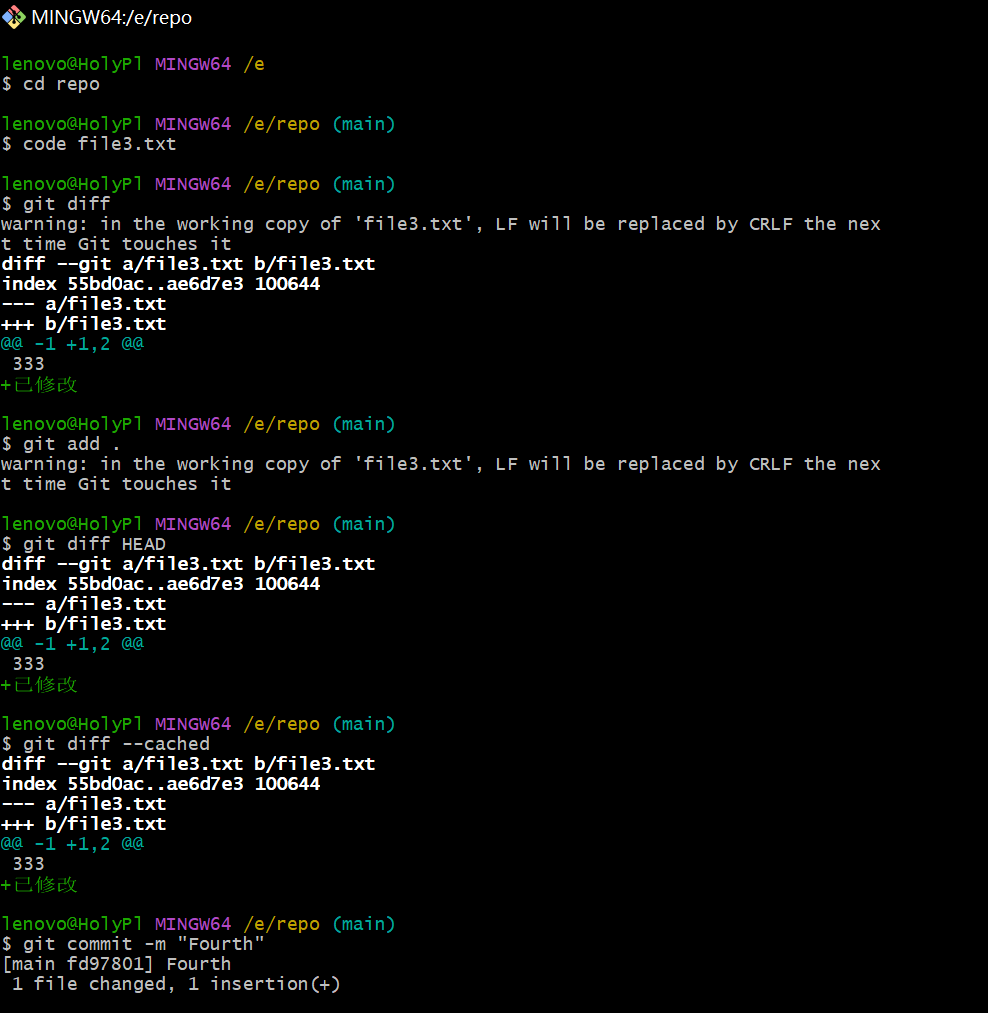 MINGW64:/e/repo
lenovo@HolyPl MINGW64 /e
$ cd repo
lenovo@HolyPl MINGW64 /e/repo (main)
$ code file3.txt
lenovo@HolyPl MINGW64 /e/repo (main)
$ git diff
warning: in the working copy of 'file3.txt', LF will be replaced by CRLF the nex
t time Git touches it
diff --git a/file3.txt b/file3.txt
index 55bd0ac..ae6d7e3 100644
--- a/file3.txt
+++ b/file3.txt
@@ -1 +1,2 @@
 333
+已修改
lenovo@HolyPl MINGW64 /e/repo (main)
$ git add .
warning: in the working copy of 'file3.txt', LF will be replaced by CRLF the nex
t time Git touches it
lenovo@HolyPl MINGW64 /e/repo (main)
$ git diff HEAD
diff --git a/file3.txt b/file3.txt
index 55bd0ac..ae6d7e3 100644
--- a/file3.txt
+++ b/file3.txt
@@ -1 +1,2 @@
 333
+已修改
lenovo@HolyPl MINGW64 /e/repo (main)
$ git diff --cached
diff --git a/file3.txt b/file3.txt
index 55bd0ac..ae6d7e3 100644
--- a/file3.txt
+++ b/file3.txt
@@ -1 +1,2 @@
 333
+已修改
lenovo@HolyPl MINGW64 /e/repo (main)
$ git commit -m "Fourth"
[main fd97801] Fourth
 1 file changed, 1 insertion(+)